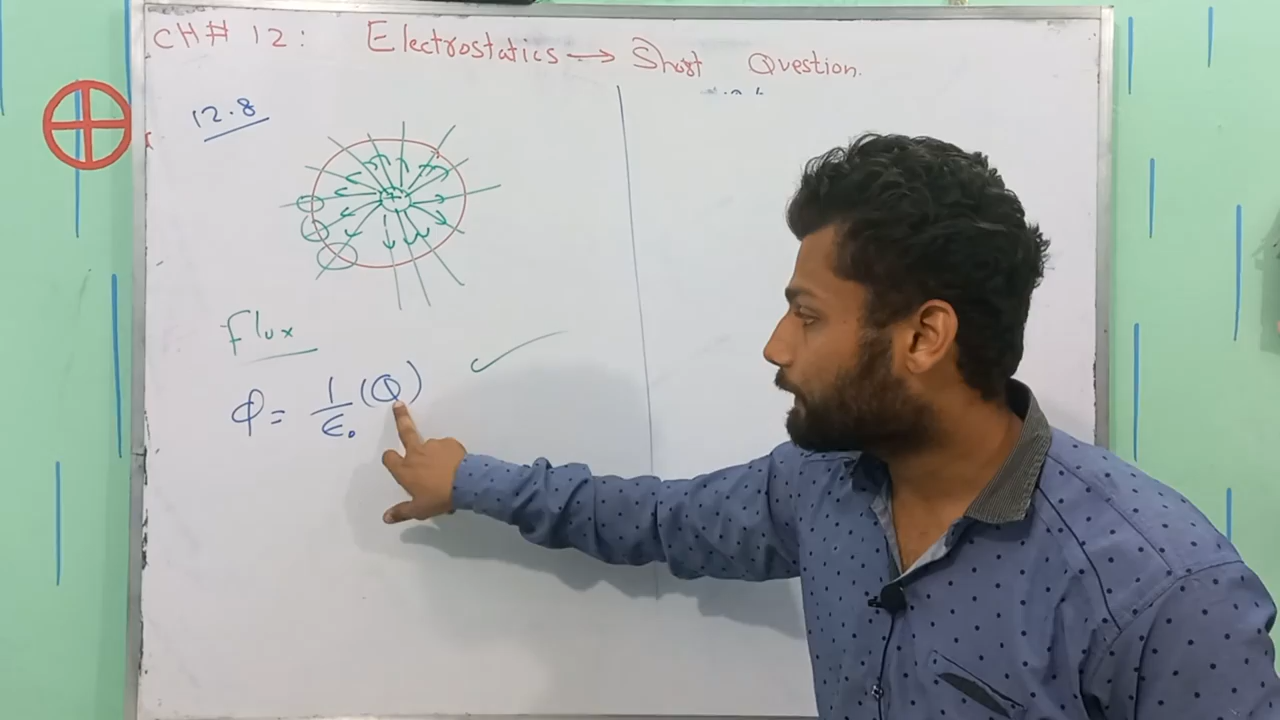 CH# 12: Electrostatics → Short Question.
12.8
+
Flux
φ = 1/ε₀ (Q)